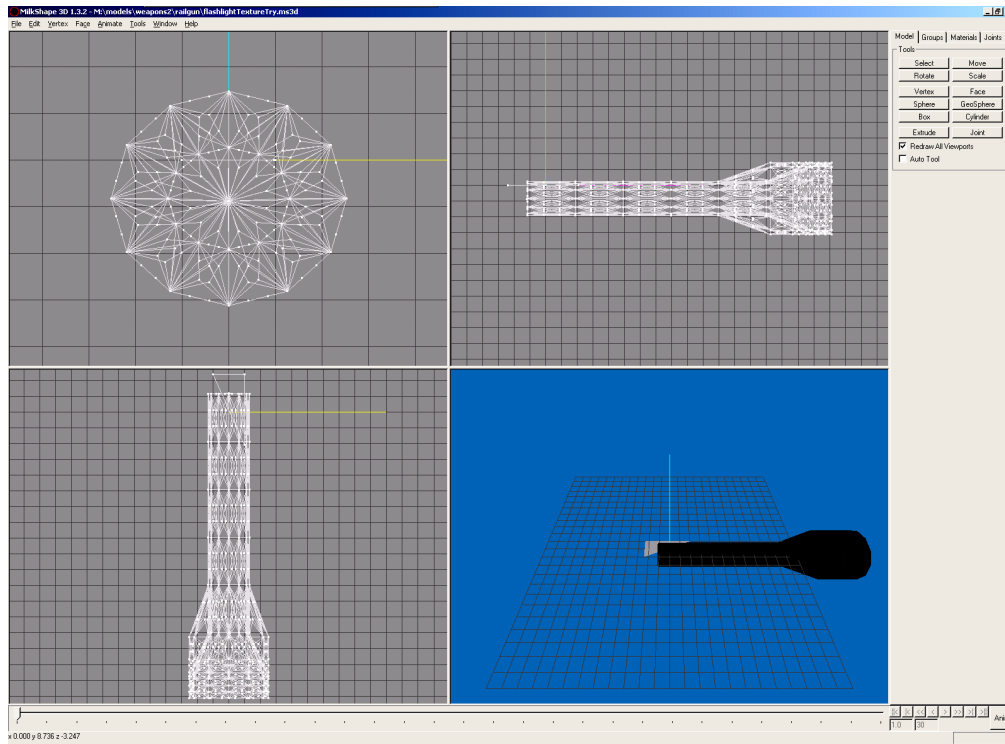 MilkShape 3D 1.3.2 - M:\models\weapons2\railgun\flashlightTextureTry.ms3d
File Edit Vertex Face Animate Tools Window Help
Model Groups Materials Joints
Tools
Select Move
Rotate Scale
Vertex Face
Sphere GeoSphere
Box Cylinder
Extrude Joint
Redraw All Viewports
Auto Tool
|< |< << < > >> >| >|
1.0 30 Ani
x 0.000 y 8.736 z -3.247